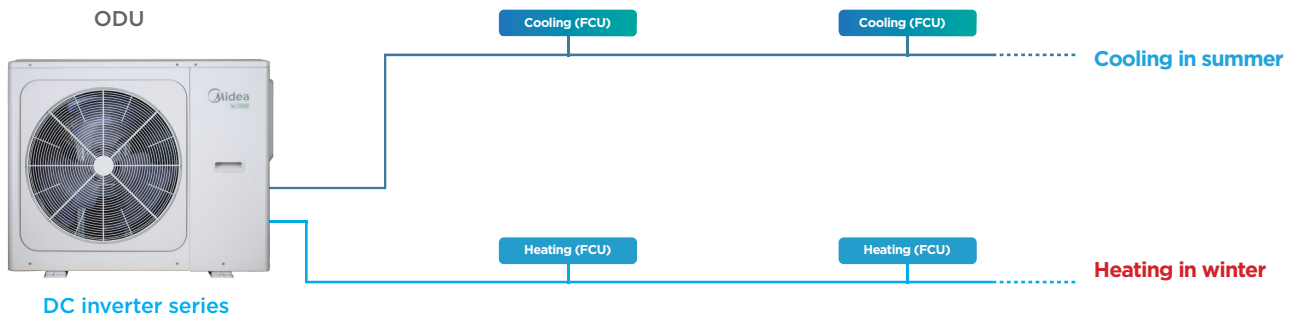 ODU
Cooling (FCU)
Cooling (FCU)
Cooling in summer
Midea
Heating (FCU)
Heating (FCU)
Heating in winter
DC inverter series